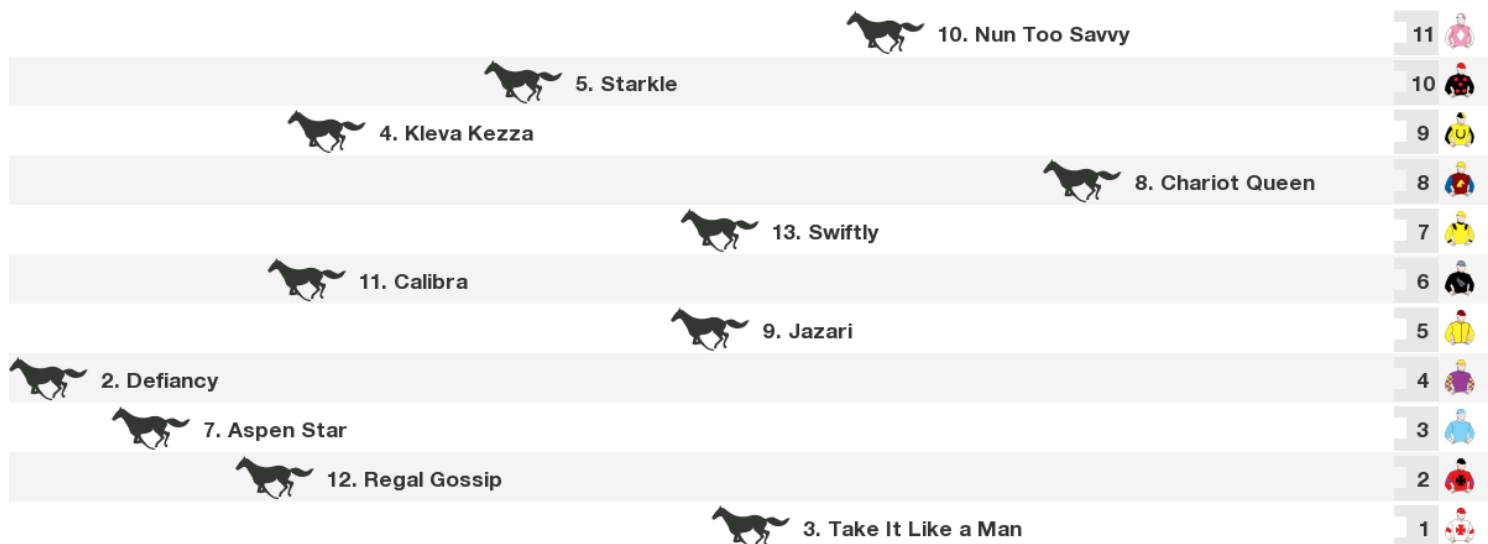 10. Nun Too Savvy 11
5. Starkle 10
4. Kleva Kezza 9
8. Chariot Queen 8
13. Swiftly 7
11. Calibra 6
9. Jazari 5
2. Defiancy 4
7. Aspen Star 3
12. Regal Gossip 2
3. Take It Like a Man 1